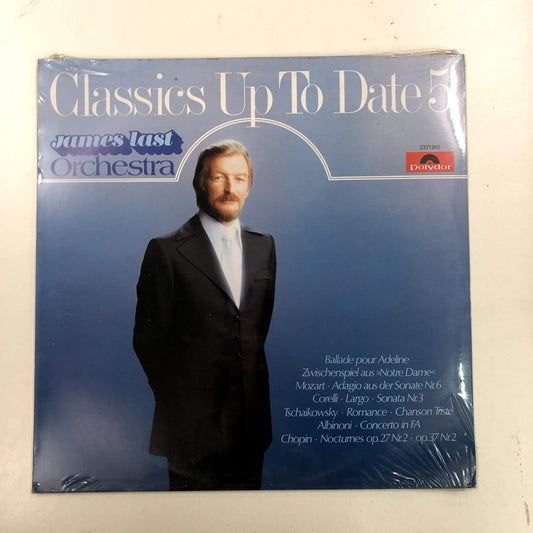 Classics Up To Date 5
James Last
Orchestra
2371 910
Polydor
Ballade pour Adeline
Zwischenspiel aus »Notre Dame«
Mozart · Adagio aus der Sonate Nr. 6
Corelli · Largo · Sonata Nr. 3
Tschaikowsky · Romance · Chanson Triste
Albinoni · Concerto in FA
Chopin · Nocturnes op. 27 Nr. 2 · op. 37 Nr. 2